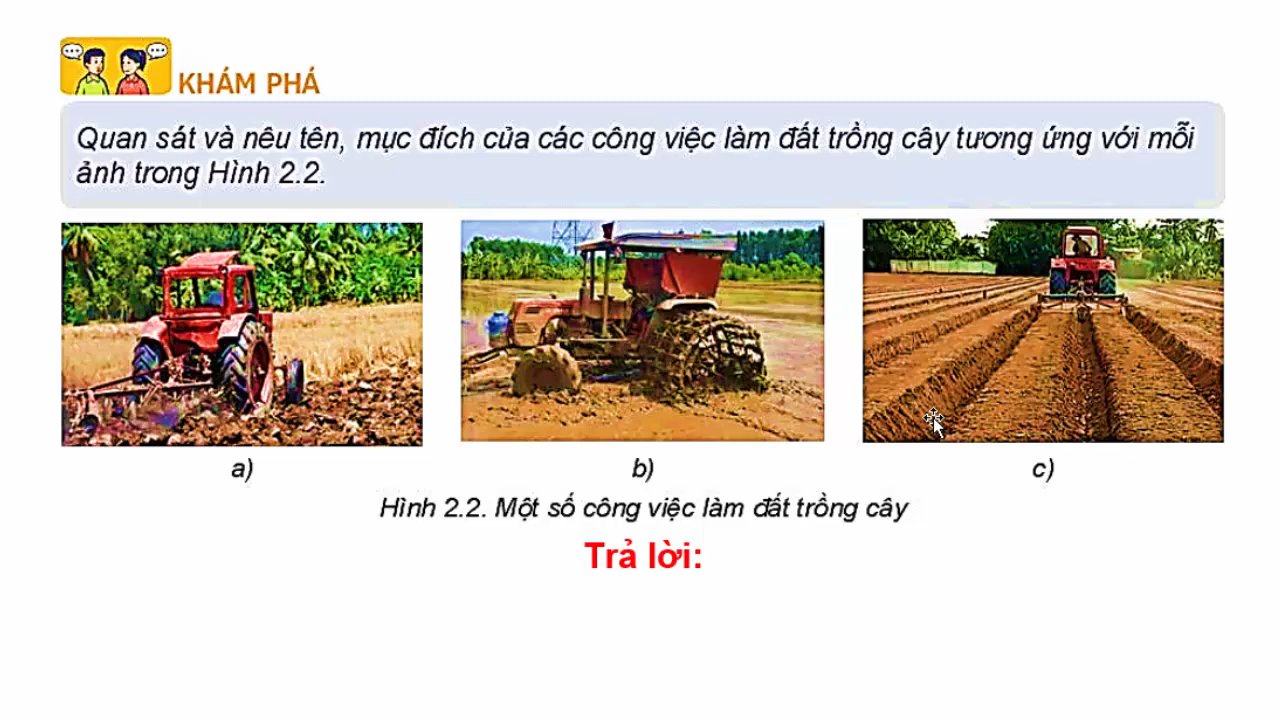 KHÁM PHÁ
Quan sát và nêu tên, mục đích của các công việc làm đất trồng cây tương ứng với mỗi
ảnh trong Hình 2.2.
a)
b)
c)
Hình 2.2. Một số công việc làm đất trồng cây
Trả lời: